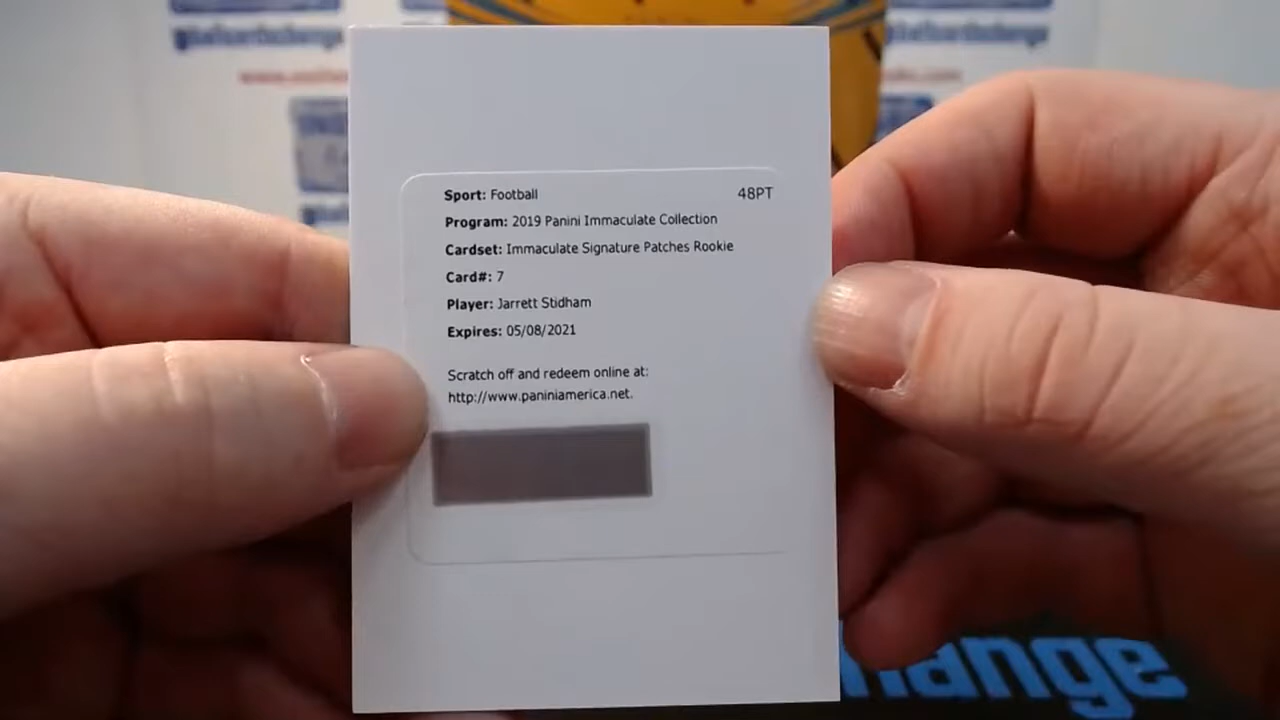 Sport: Football 48PT
Program: 2019 Panini Immaculate Collection
Cardset: Immaculate Signature Patches Rookie
Card#: 7
Player: Jarrett Stidham
Expires: 05/08/2021
Scratch off and redeem online at:
http://www.paniniamerica.net.